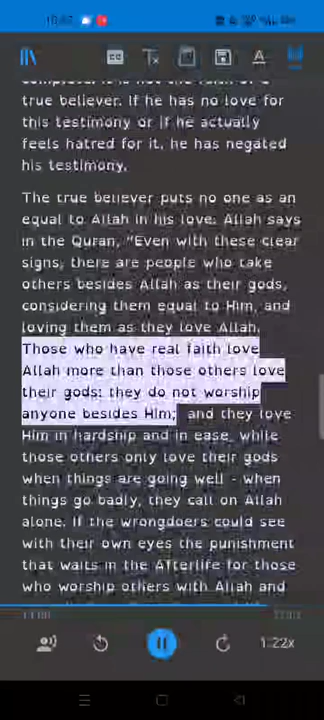 true believer. If he has no love for
this testimony or if he actually
feels hatred for it, he has negated
his testimony.
The true believer puts no one as an
equal to Allah in his love: Allah says
in the Quran, "Even with these clear
signs, there are people who take
others besides Allah as their gods,
considering them equal to Him, and
loving them as they love Allah.
Those who have real faith love
Allah more than those others love
their gods: they do not worship
anyone besides Him; and they love
Him in hardship and in ease, while
those others only love their gods
when things are going well - when
things go badly, they call on Allah
alone. If the wrongdoers could see
with their own eyes the punishment
that waits in the Afterlife for those
who worship others with Allah and
1.22x